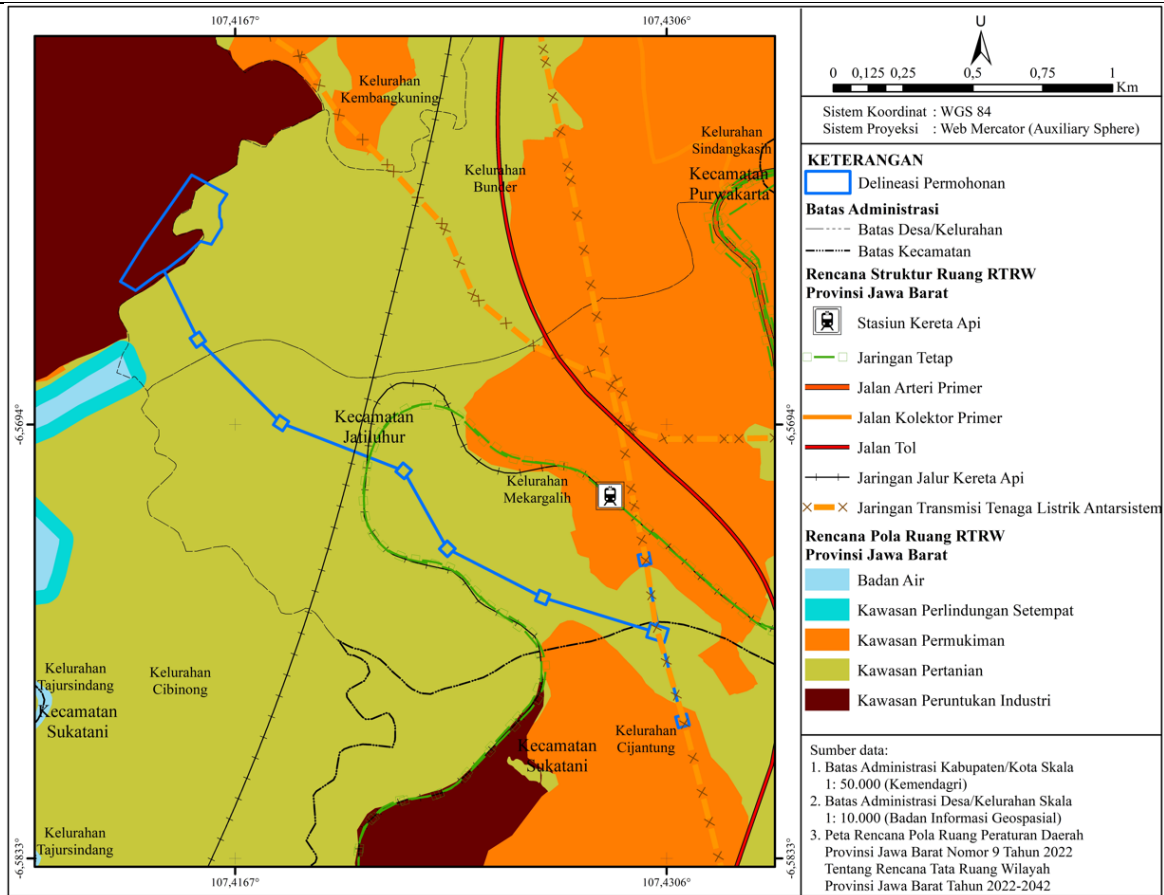 107,4167°
107,4306°
Kelurahan
Kembangkuning
Kelurahan
Sindangkasih
Kelurahan
Bunder
Kecamatan
Purwakarta
-6,5694°
-6,5694°
Kecamatan
Jatiluhur
Kelurahan
Mekargalih
Kelurahan
Tajursindang
Kelurahan
Cibinong
Kecamatan
Sukatani
Kelurahan
Cijantung
Kecamatan
Sukatani
Kelurahan
Tajursindang
-6,5833°
-6,5833°
107,4167°
107,4306°
U
0 0,125 0,25 0,5 0,75 1
Km
Sistem Koordinat : WGS 84
Sistem Proyeksi : Web Mercator (Auxiliary Sphere)
KETERANGAN
Delineasi Permohonan
Batas Administrasi
Batas Desa/Kelurahan
Batas Kecamatan
Rencana Struktur Ruang RTRW
Provinsi Jawa Barat
Stasiun Kereta Api
Jaringan Tetap
Jalan Arteri Primer
Jalan Kolektor Primer
Jalan Tol
Jaringan Jalur Kereta Api
Jaringan Transmisi Tenaga Listrik Antarsistem
Rencana Pola Ruang RTRW
Provinsi Jawa Barat
Badan Air
Kawasan Perlindungan Setempat
Kawasan Permukiman
Kawasan Pertanian
Kawasan Peruntukan Industri
Sumber data:
1. Batas Administrasi Kabupaten/Kota Skala
1: 50.000 (Kemendagri)
2. Batas Administrasi Desa/Kelurahan Skala
1: 10.000 (Badan Informasi Geospasial)
3. Peta Rencana Pola Ruang Peraturan Daerah
Provinsi Jawa Barat Nomor 9 Tahun 2022
Tentang Rencana Tata Ruang Wilayah
Provinsi Jawa Barat Tahun 2022-2042